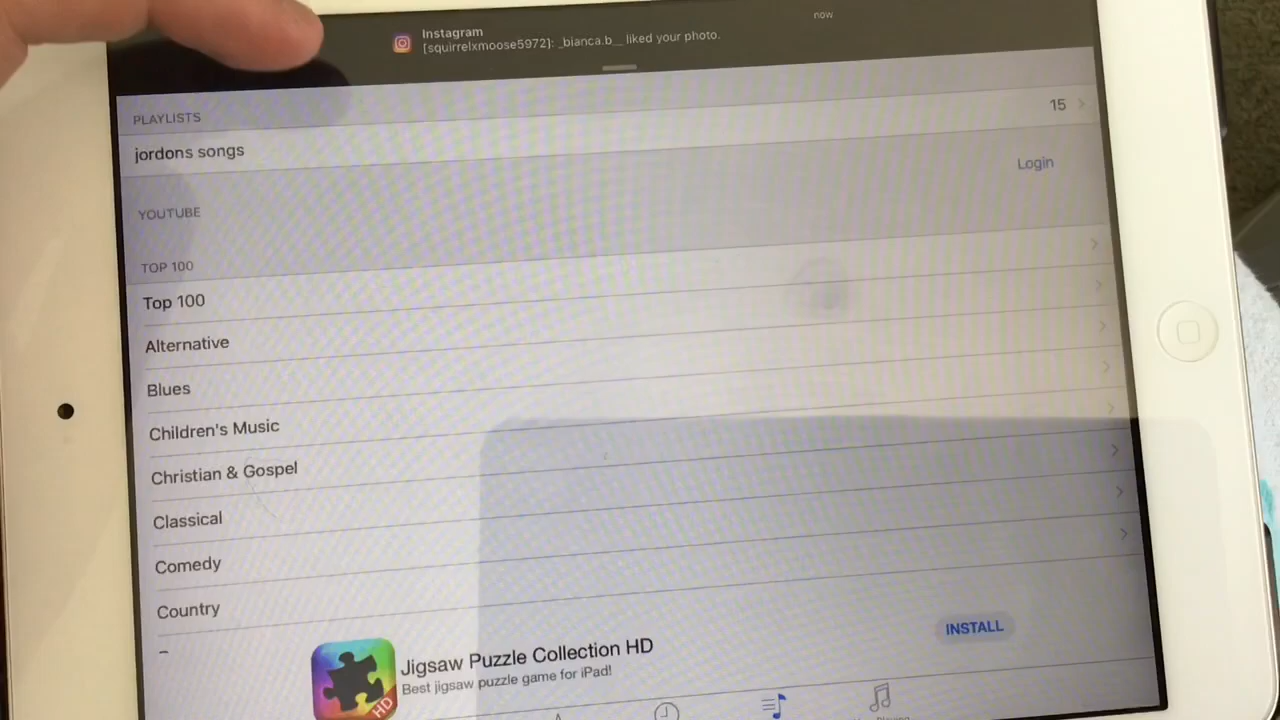 Instagram
now
[squirrelxmoose5972]: _bianca.b__ liked your photo.
PLAYLISTS
jordons songs
15
Login
YOUTUBE
TOP 100
Top 100
Alternative
Blues
Children's Music
Christian & Gospel
Classical
Comedy
Country
Jigsaw Puzzle Collection HD
INSTALL
Best jigsaw puzzle game for iPad!
HD